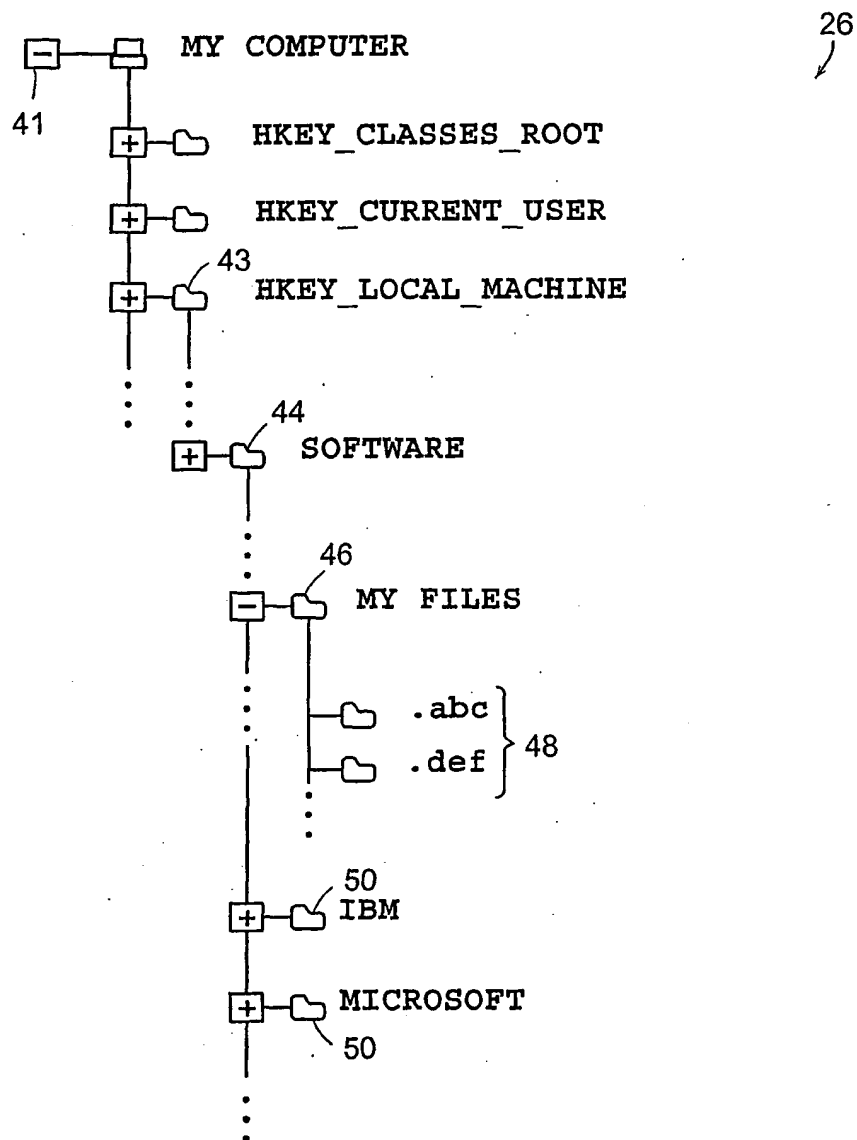 26
MY COMPUTER
41
HKEY_CLASSES_ROOT
HKEY_CURRENT_USER
43
HKEY_LOCAL_MACHINE
44
SOFTWARE
46
MY FILES
.abc
48
.def
50
IBM
MICROSOFT
50